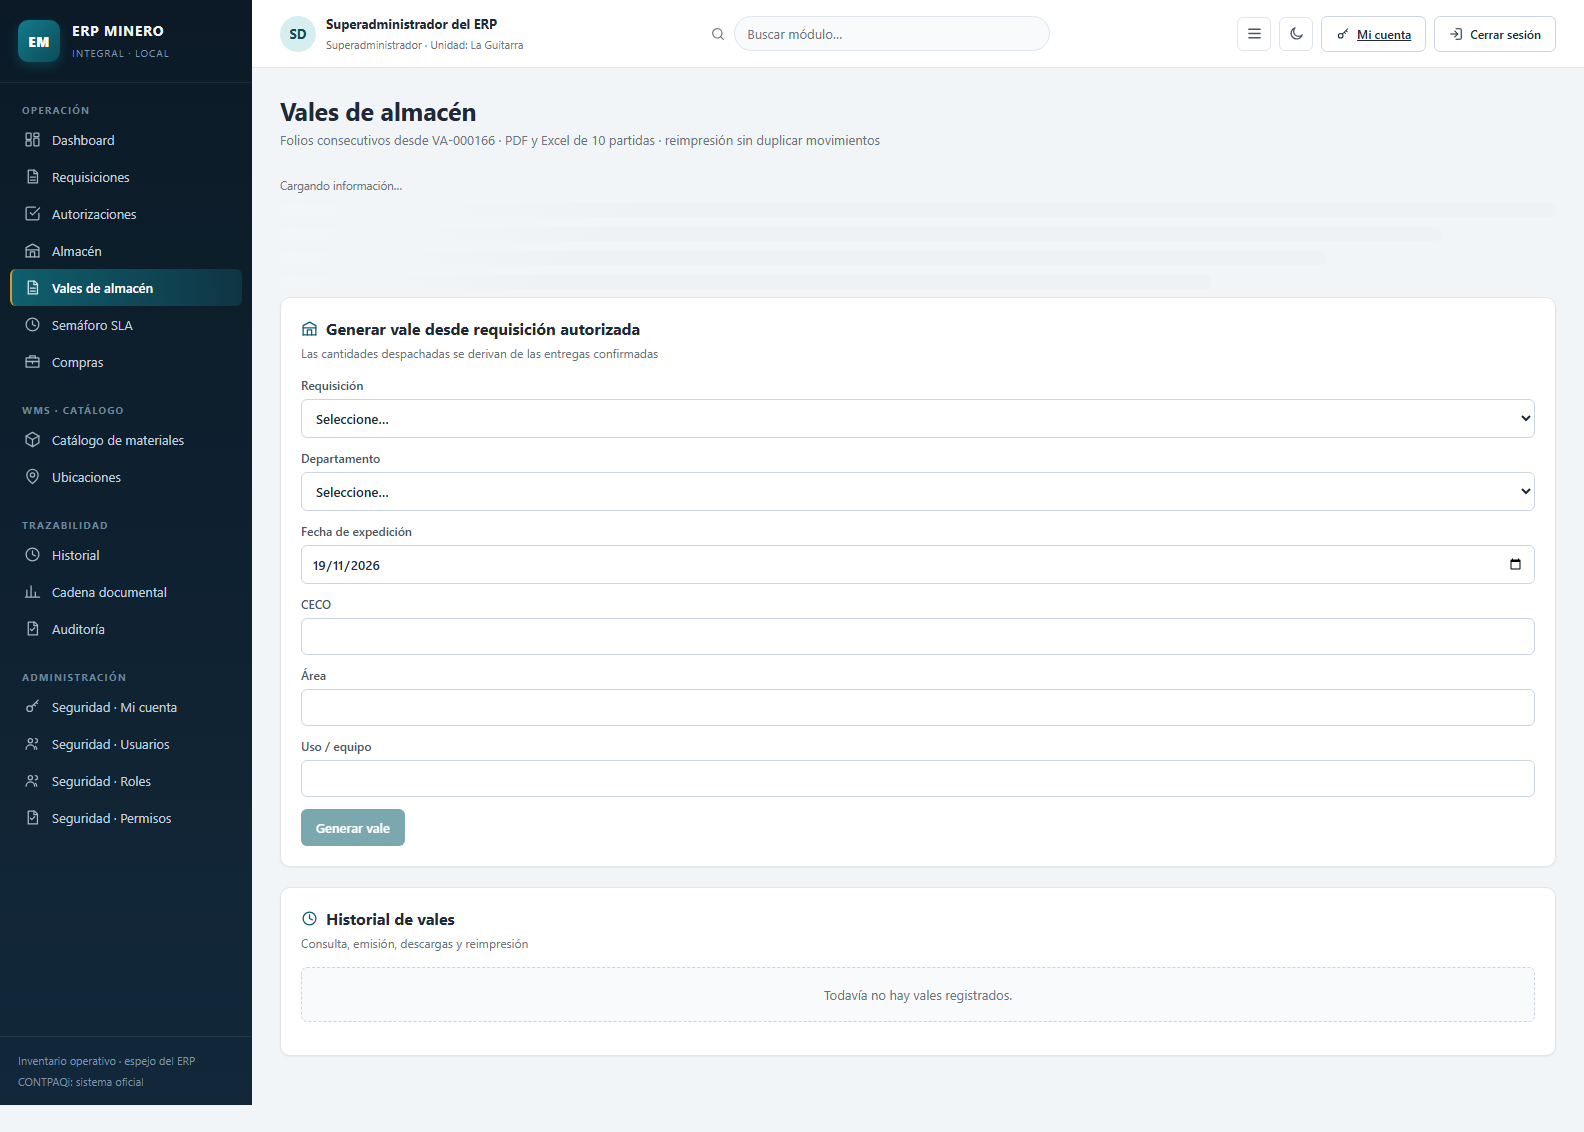 EM
ERP MINERO
INTEGRAL · LOCAL
OPERACIÓN
Dashboard
Requisiciones
Autorizaciones
Almacén
Vales de almacén
Semáforo SLA
Compras
WMS · CATÁLOGO
Catálogo de materiales
Ubicaciones
TRAZABILIDAD
Historial
Cadena documental
Auditoría
ADMINISTRACIÓN
Seguridad · Mi cuenta
Seguridad · Usuarios
Seguridad · Roles
Seguridad · Permisos
Inventario operativo · espejo del ERP
CONTPAQi: sistema oficial
SD
Superadministrador del ERP
Superadministrador · Unidad: La Guitarra
Buscar módulo...
Mi cuenta
Cerrar sesión
Vales de almacén
Folios consecutivos desde VA-000166 · PDF y Excel de 10 partidas · reimpresión sin duplicar movimientos
Cargando información...
Generar vale desde requisición autorizada
Las cantidades despachadas se derivan de las entregas confirmadas
Requisición
Seleccione...
Departamento
Seleccione...
Fecha de expedición
19/11/2026
CECO
Área
Uso / equipo
Generar vale
Historial de vales
Consulta, emisión, descargas y reimpresión
Todavía no hay vales registrados.